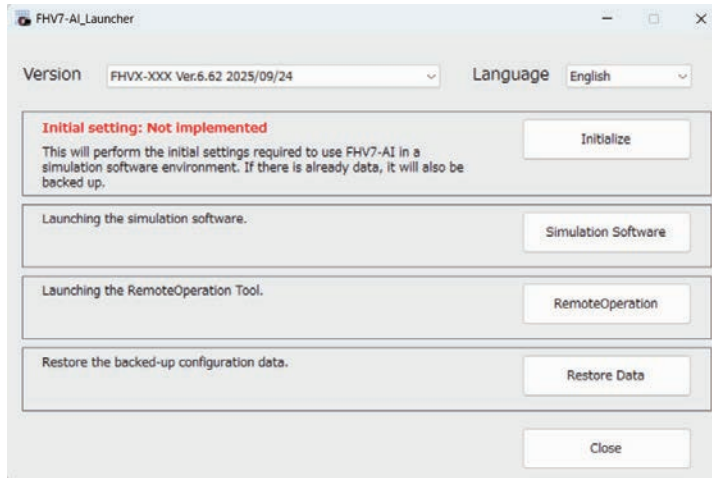 FHV7-AI_Launcher
Version
FHVX-XXX Ver.6.62 2025/09/24
Language
English
Initial setting: Not implemented
This will perform the initial settings required to use FHV7-AI in a
simulation software environment. If there is already data, it will also be
backed up.
Initialize
Launching the simulation software.
Simulation Software
Launching the RemoteOperation Tool.
RemoteOperation
Restore the backed-up configuration data.
Restore Data
Close